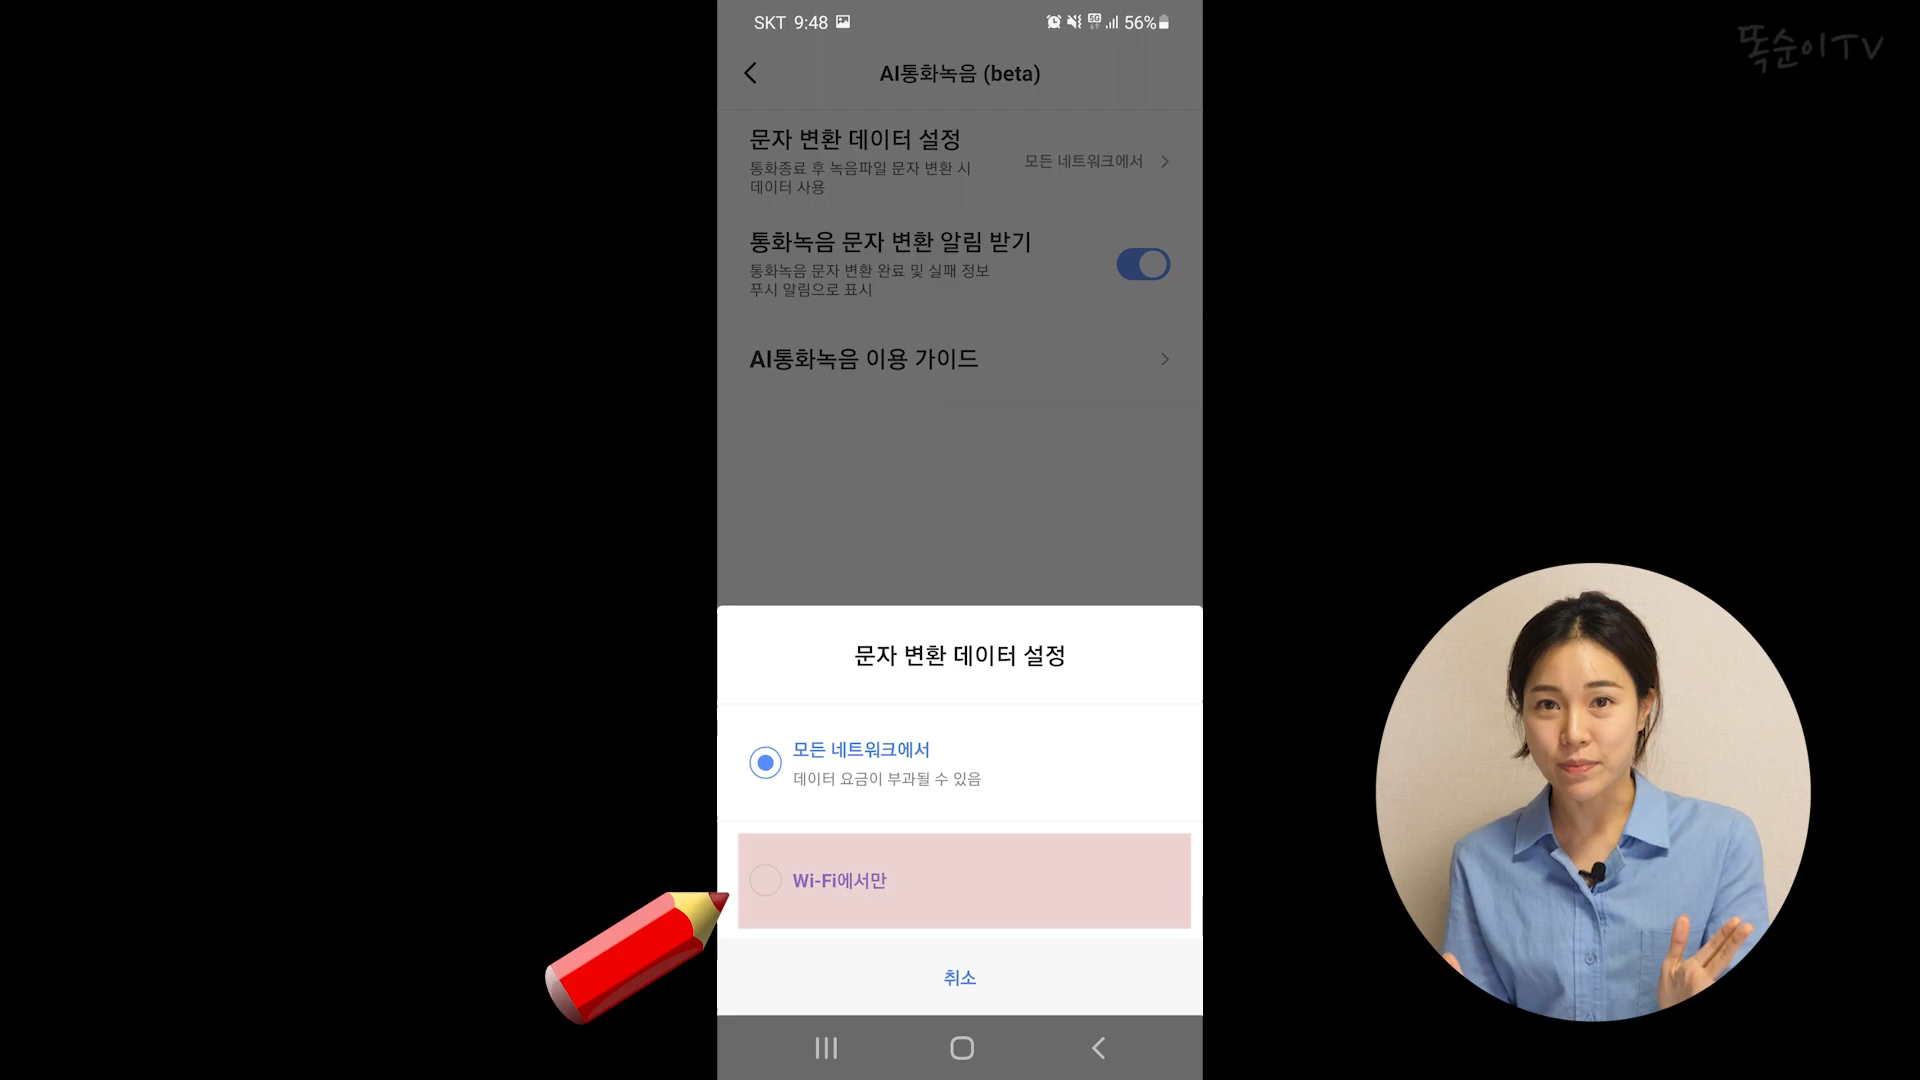 SKT 9:48
5G
56%
똑순이TV
AI통화녹음 (beta)
문자 변환 데이터 설정
통화종료 후 녹음파일 문자 변환 시
데이터 사용
모든 네트워크에서
통화녹음 문자 변환 알림 받기
통화녹음 문자 변환 완료 및 실패 정보
푸시 알림으로 표시
AI통화녹음 이용 가이드
문자 변환 데이터 설정
모든 네트워크에서
데이터 요금이 부과될 수 있음
Wi-Fi에서만
취소